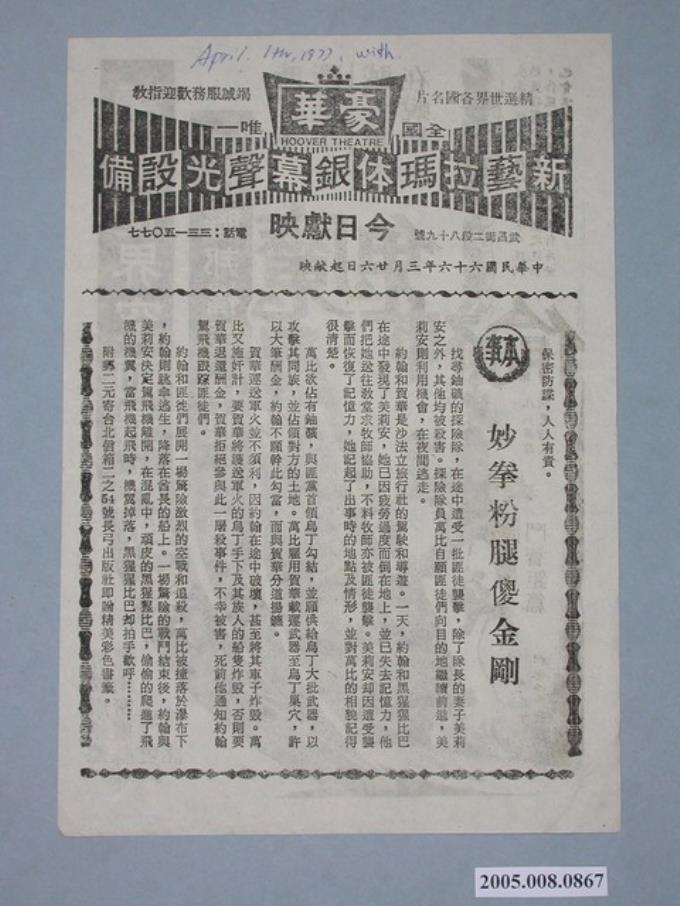 April. 1th, 1977, with
精選世界各國名片
竭誠服務歡迎指教
豪華
HOOVER THEATRE
全國唯一
新藝拉瑪体銀幕聲光設備
武昌街二段八十九號
今日獻映
電話：三三一五〇七七
中華民國六十六年三月廿六日起献映
保密防諜，人人有責。
本事
妙拳粉腿傻金剛
找尋鈾礦的探險隊，在途中遭受一批匪徒襲擊，除了隊長的妻子美莉
安之外，其他均被殺害。探險隊員萬比自願匪徒們向目的地繼續前進，美
莉安則利用機會，在夜間逃走。
約翰和賀華是沙法立旅行社的駕駛和導遊。一天，約翰和黑猩猩比巴
在途中發現了美莉安，她已因疲勞過度而倒在地上，並已失去記憶力，他
們把她送往教堂求牧師協助，不料牧師亦被匪徒襲擊。美莉安却因遭受襲
擊而恢復了記憶力，她記起了出事時的地點及情形，並對萬比的相貌記得
很清楚。
萬比欲佔有鈾礦，與匪黨首領烏丁勾結，並願供給烏丁大批武器，以
攻擊其同族，並佔領對方的土地。萬比雇用賀華載運武器至烏丁巢穴，許
以大筆酬金，約翰不願幹此勾當，而與賀華分道揚鑣。
賀華運送軍火並不順利，因約翰在途中破壞，甚至將其車子炸毀。萬
比又施奸計，要賀華將護送軍火的烏丁手下及其族人的船隻炸毀，否則要
賀華退還酬金，賀華拒絕參與此一屠殺事件，不幸被害，死前他通知約翰
駕飛機跟踪匪徒們。
約翰和匪徒們展開一場驚險激烈的空戰和追殺，萬比被撞落於瀑布下
，約翰則跳傘逃生，降落在酋長的船上。一場驚險的戰鬥結束後，約翰與
美莉安決定駕飛機離開，在混亂中，頑皮的黑猩猩比巴，偷偷的爬進了飛
機的機翼，當飛機起飛時，機翼掉落，黑猩猩比巴却拍手歡呼………
附郵二元寄台北信箱二之54號長弓出版社即贈精美彩色書籤。
2005.008.0867